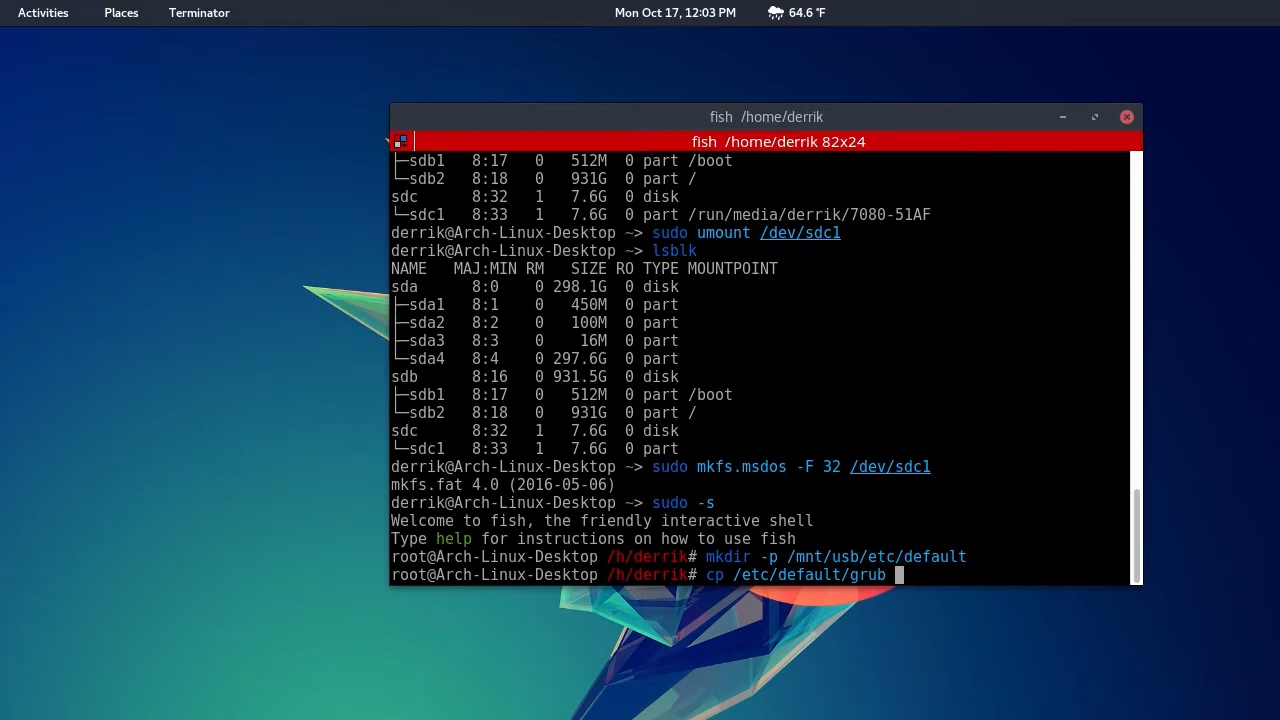 Activities Places Terminator Mon Oct 17, 12:03 PM 64.6 °F
fish /home/derrik
fish /home/derrik 82x24
├─sdb1   8:17   0   512M  0 part /boot
└─sdb2   8:18   0   931G  0 part /
sdc      8:32   1   7.6G  0 disk
└─sdc1   8:33   1   7.6G  0 part /run/media/derrik/7080-51AF
derrik@Arch-Linux-Desktop ~> sudo umount /dev/sdc1
derrik@Arch-Linux-Desktop ~> lsblk
NAME   MAJ:MIN RM   SIZE RO TYPE MOUNTPOINT
sda      8:0    0 298.1G  0 disk
├─sda1   8:1    0   450M  0 part
├─sda2   8:2    0   100M  0 part
├─sda3   8:3    0    16M  0 part
└─sda4   8:4    0 297.6G  0 part
sdb      8:16   0 931.5G  0 disk
├─sdb1   8:17   0   512M  0 part /boot
└─sdb2   8:18   0   931G  0 part /
sdc      8:32   1   7.6G  0 disk
└─sdc1   8:33   1   7.6G  0 part
derrik@Arch-Linux-Desktop ~> sudo mkfs.msdos -F 32 /dev/sdc1
mkfs.fat 4.0 (2016-05-06)
derrik@Arch-Linux-Desktop ~> sudo -s
Welcome to fish, the friendly interactive shell
Type help for instructions on how to use fish
root@Arch-Linux-Desktop /h/derrik# mkdir -p /mnt/usb/etc/default
root@Arch-Linux-Desktop /h/derrik# cp /etc/default/grub